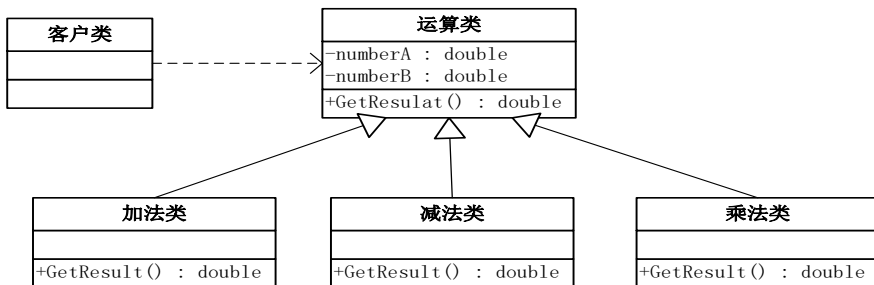 客户类
运算类
-numberA : double
-numberB : double
+GetResulat() : double
加法类
+GetResult() : double
减法类
+GetResult() : double
乘法类
+GetResult() : double